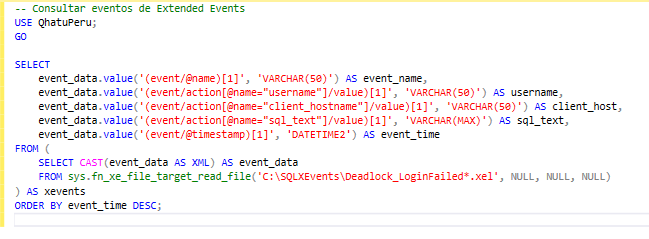 -- Consultar eventos de Extended Events
USE QhatuPeru;
GO
SELECT
event_data.value('(event/@name)[1]', 'VARCHAR(50)') AS event_name,
event_data.value('(event/action[@name="username"]/value)[1]', 'VARCHAR(50)') AS username,
event_data.value('(event/action[@name="client_hostname"]/value)[1]', 'VARCHAR(50)') AS client_host,
event_data.value('(event/action[@name="sql_text"]/value)[1]', 'VARCHAR(MAX)') AS sql_text,
event_data.value('(event/@timestamp)[1]', 'DATETIME2') AS event_time
FROM (
SELECT CAST(event_data AS XML) AS event_data
FROM sys.fn_xe_file_target_read_file('C:\SQLXEvents\Deadlock_LoginFailed*.xel', NULL, NULL, NULL)
) AS xevents
ORDER BY event_time DESC;